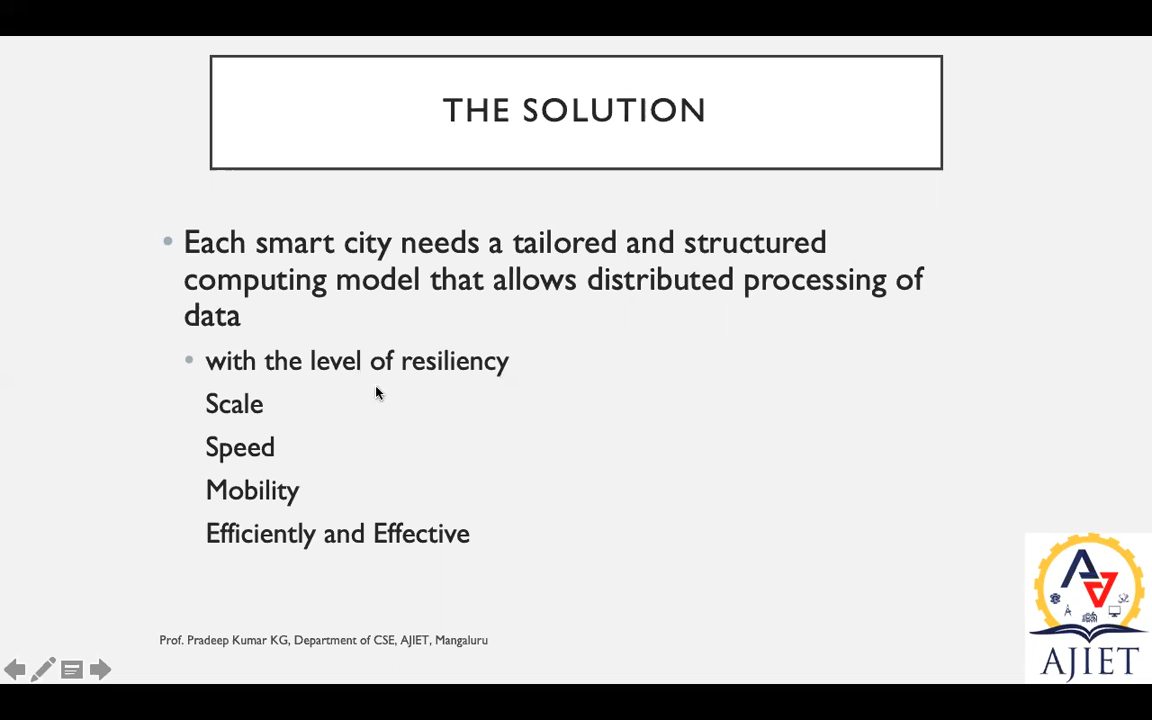 THE SOLUTION
• Each smart city needs a tailored and structured
computing model that allows distributed processing of
data
• with the level of resiliency
Scale
Speed
Mobility
Efficiently and Effective
Prof. Pradeep Kumar KG, Department of CSE, AJIET, Mangaluru
AJIET